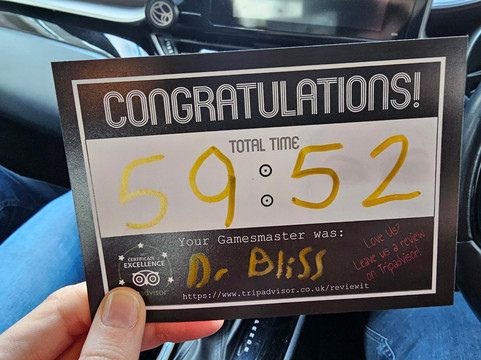 CONGRATULATIONS!
TOTAL TIME
59:52
Your Gamesmaster was:
Dr Bliss
CERTIFICATE of
EXCELLENCE
advisor
Love Us?
Leave us a review
on Tripadvisor!
https://www.tripadvisor.co.uk/reviewit